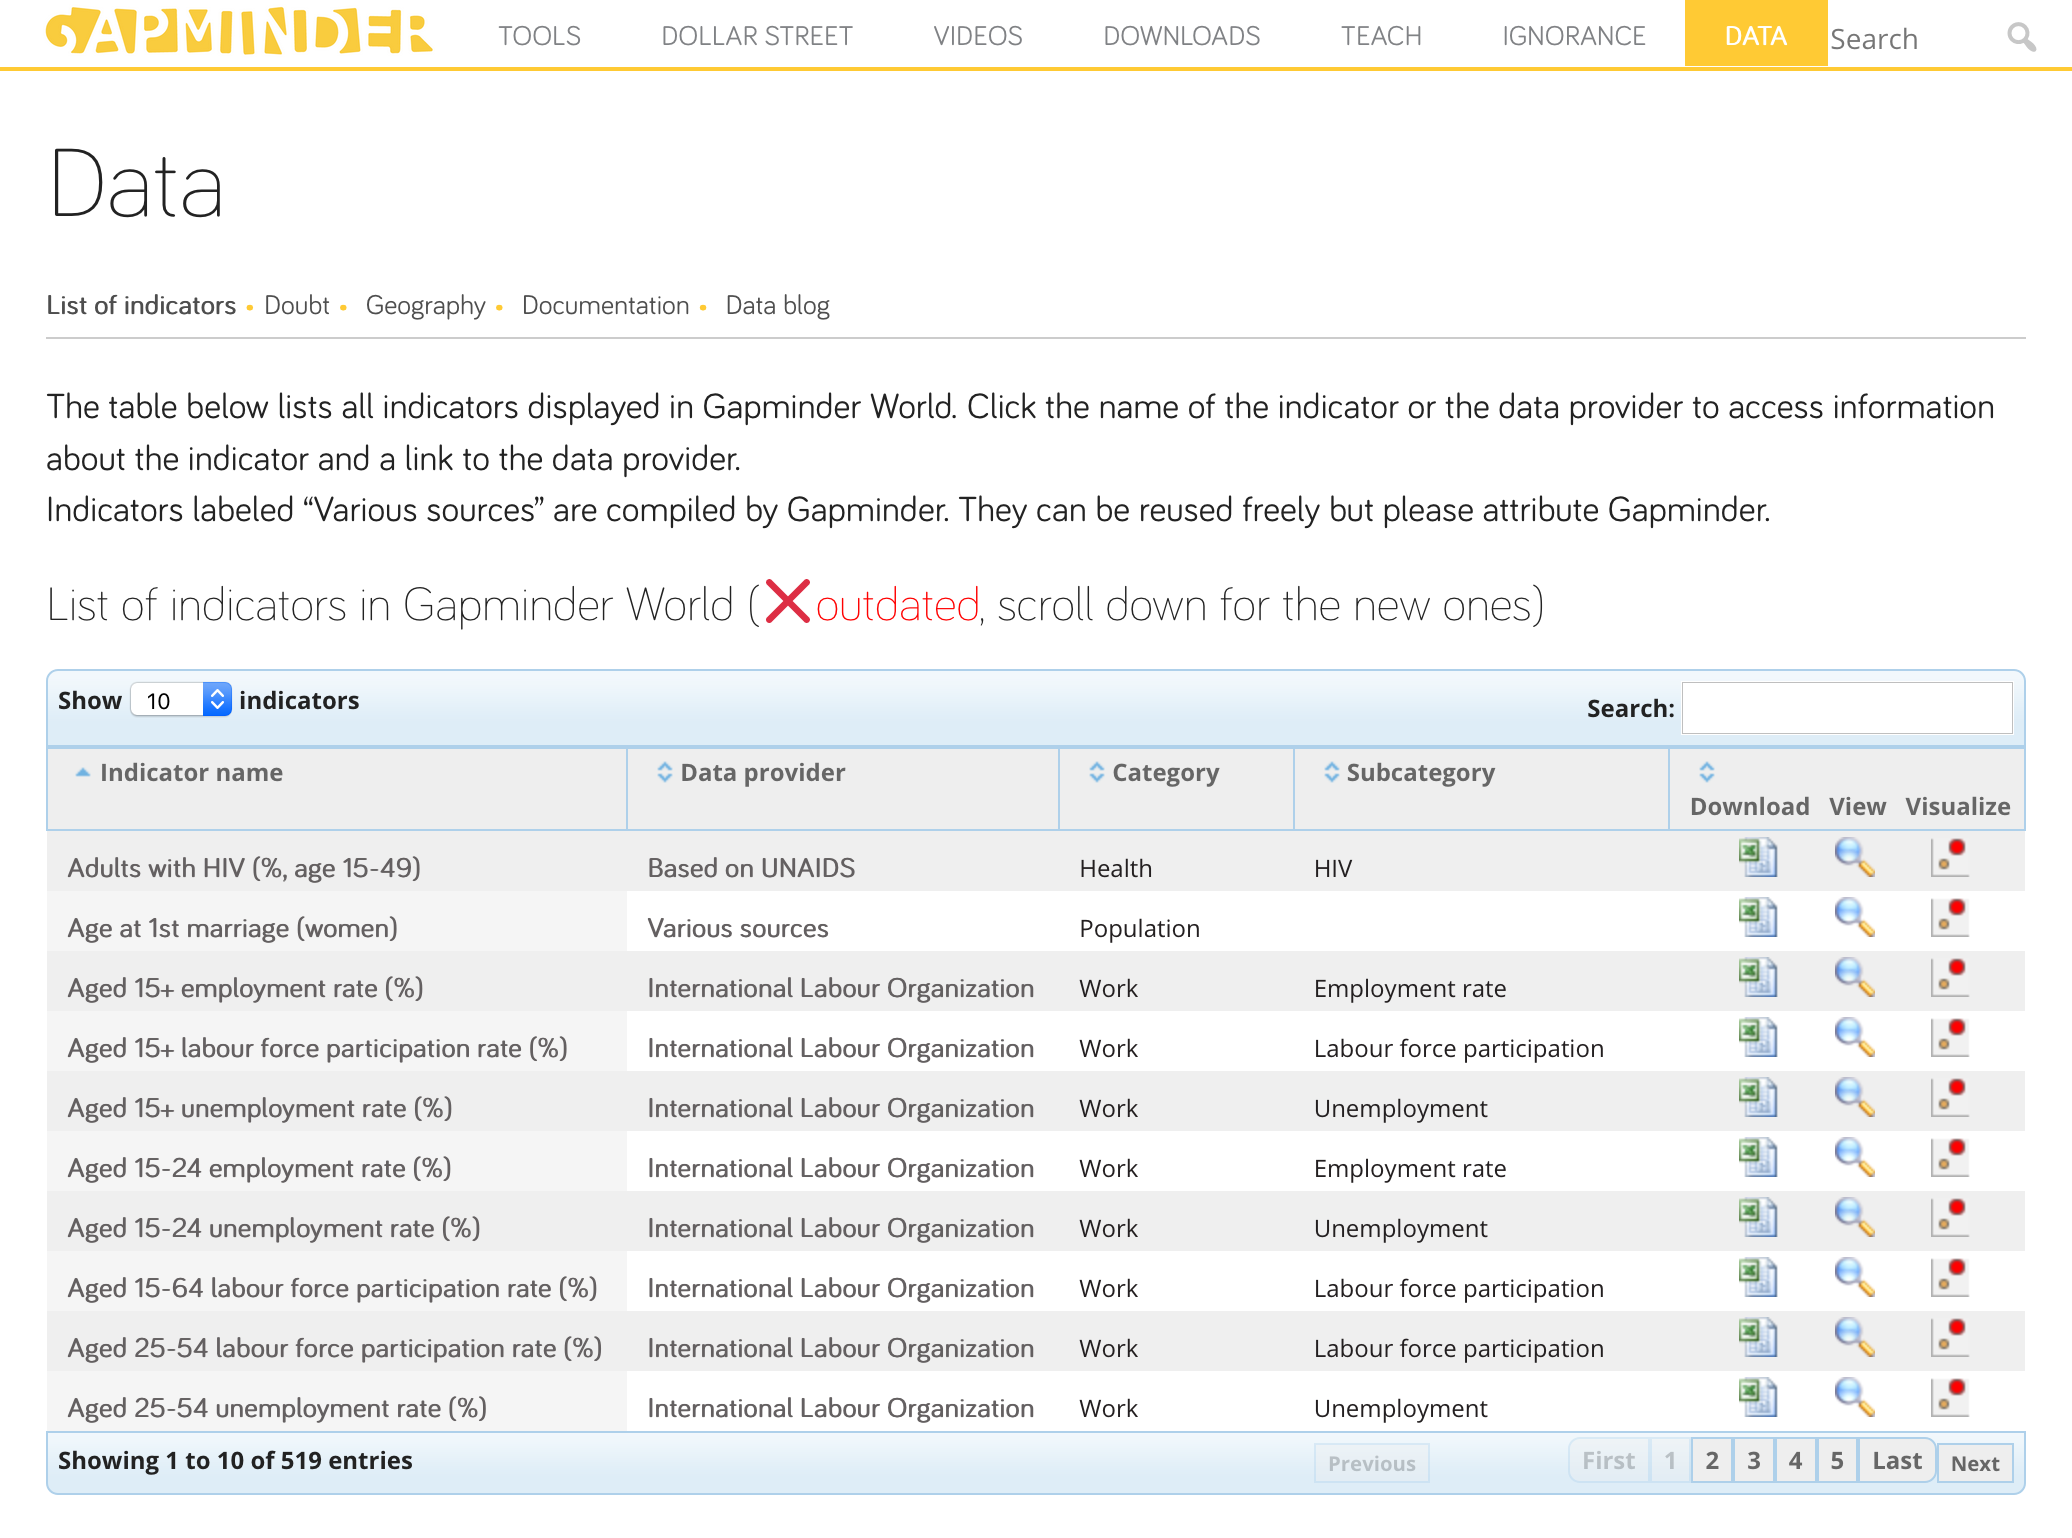 GAPMINDER TOOLS DOLLAR STREET VIDEOS DOWNLOADS TEACH IGNORANCE DATA Search
Data
List of indicators • Doubt • Geography • Documentation • Data blog
The table below lists all indicators displayed in Gapminder World. Click the name of the indicator or the data provider to access information
about the indicator and a link to the data provider.
Indicators labeled “Various sources” are compiled by Gapminder. They can be reused freely but please attribute Gapminder.
List of indicators in Gapminder World (❌outdated, scroll down for the new ones)
Show 10 indicators Search:
Indicator name Data provider Category Subcategory
Download View Visualize
Adults with HIV (%, age 15-49) Based on UNAIDS Health HIV
Age at 1st marriage (women) Various sources Population
Aged 15+ employment rate (%) International Labour Organization Work Employment rate
Aged 15+ labour force participation rate (%) International Labour Organization Work Labour force participation
Aged 15+ unemployment rate (%) International Labour Organization Work Unemployment
Aged 15-24 employment rate (%) International Labour Organization Work Employment rate
Aged 15-24 unemployment rate (%) International Labour Organization Work Unemployment
Aged 15-64 labour force participation rate (%) International Labour Organization Work Labour force participation
Aged 25-54 labour force participation rate (%) International Labour Organization Work Labour force participation
Aged 25-54 unemployment rate (%) International Labour Organization Work Unemployment
Showing 1 to 10 of 519 entries Previous First 1 2 3 4 5 Last Next